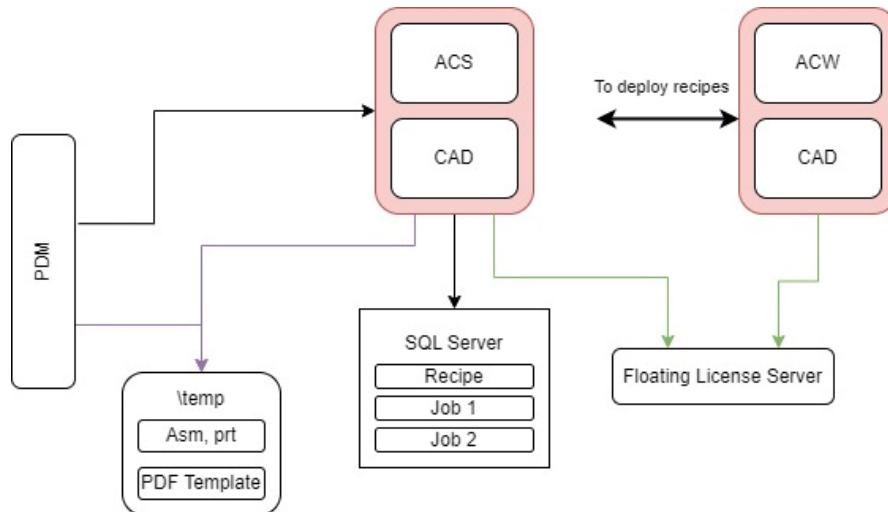 ACS
CAD
To deploy recipes
ACW
CAD
PDM
SQL Server
Recipe
Job 1
Job 2
Floating License Server
\temp
Asm, prt
PDF Template